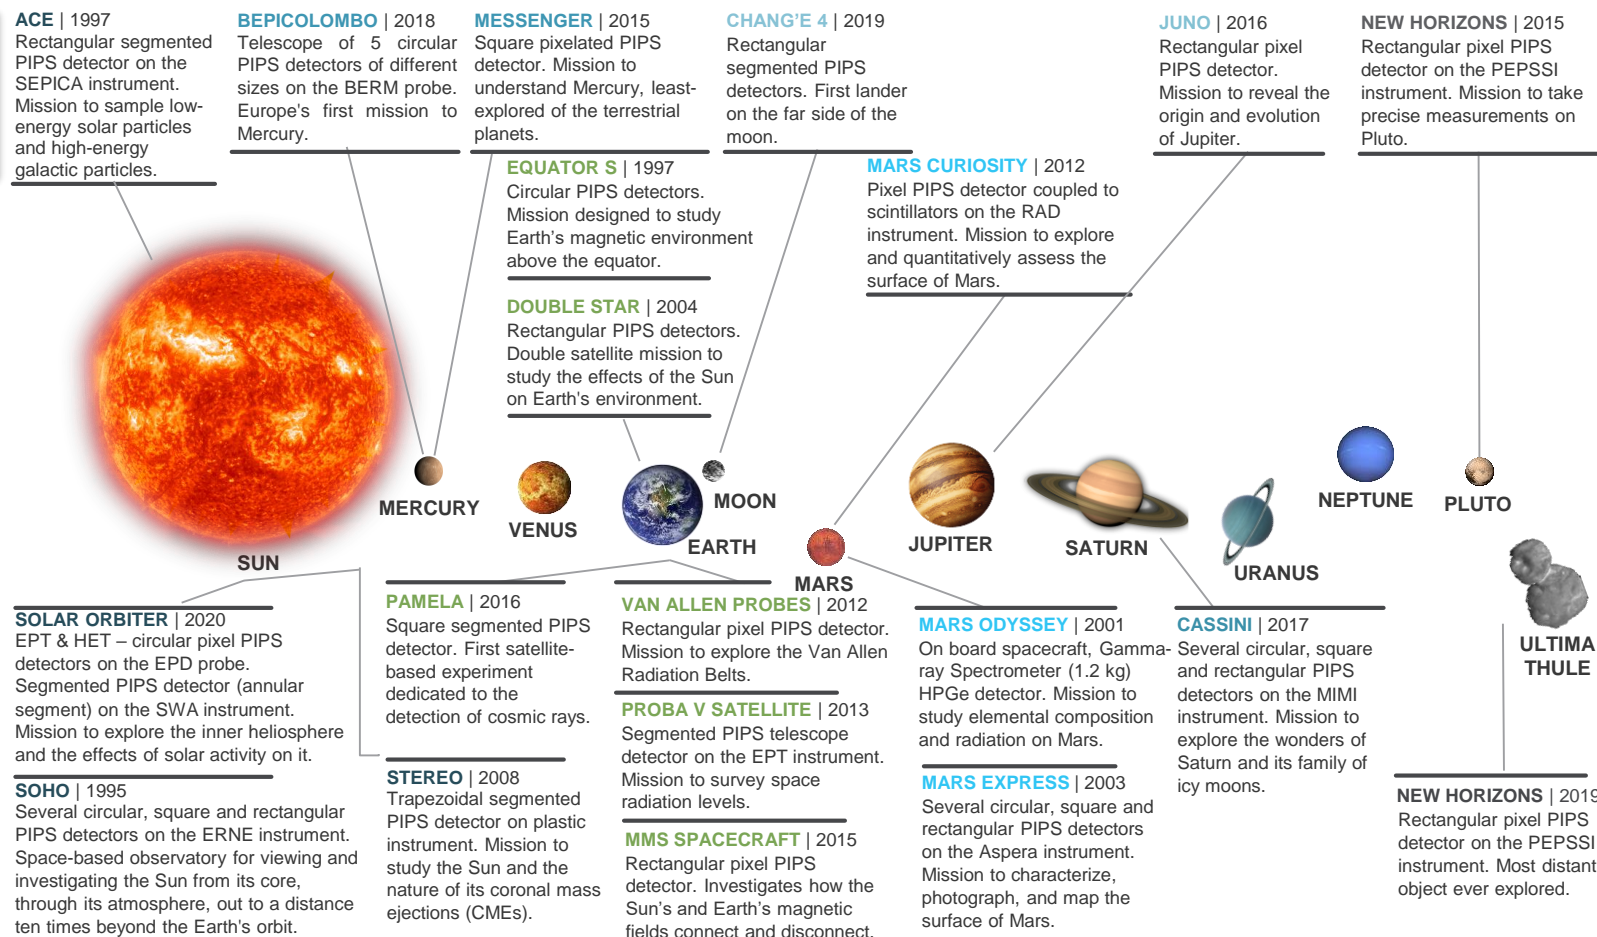 ACE | 1997
Rectangular segmented
PIPS detector on the
SEPICA instrument.
Mission to sample low-
energy solar particles
and high-energy
galactic particles.
BEPICOLOMBO | 2018
Telescope of 5 circular
PIPS detectors of different
sizes on the BERM probe.
Europe's first mission to
Mercury.
MESSENGER | 2015
Square pixelated PIPS
detector. Mission to
understand Mercury, least-
explored of the terrestrial
planets.
CHANG'E 4 | 2019
Rectangular
segmented PIPS
detectors. First lander
on the far side of the
moon.
JUNO | 2016
Rectangular pixel
PIPS detector.
Mission to reveal the
origin and evolution
of Jupiter.
NEW HORIZONS | 2015
Rectangular pixel PIPS
detector on the PEPSSI
instrument. Mission to take
precise measurements on
Pluto.
EQUATOR S | 1997
Circular PIPS detectors.
Mission designed to study
Earth's magnetic environment
above the equator.
MARS CURIOSITY | 2012
Pixel PIPS detector coupled to
scintillators on the RAD
instrument. Mission to explore
and quantitatively assess the
surface of Mars.
DOUBLE STAR | 2004
Rectangular PIPS detectors.
Double satellite mission to
study the effects of the Sun
on Earth's environment.
SUN
MERCURY
VENUS
EARTH
MOON
MARS
JUPITER
SATURN
URANUS
NEPTUNE
PLUTO
ULTIMA
THULE
SOLAR ORBITER | 2020
EPT & HET – circular pixel PIPS
detectors on the EPD probe.
Segmented PIPS detector (annular
segment) on the SWA instrument.
Mission to explore the inner heliosphere
and the effects of solar activity on it.
SOHO | 1995
Several circular, square and rectangular
PIPS detectors on the ERNE instrument.
Space-based observatory for viewing and
investigating the Sun from its core,
through its atmosphere, out to a distance
ten times beyond the Earth's orbit.
PAMELA | 2016
Square segmented PIPS
detector. First satellite-
based experiment
dedicated to the
detection of cosmic rays.
STEREO | 2008
Trapezoidal segmented
PIPS detector on plastic
instrument. Mission to
study the Sun and the
nature of its coronal mass
ejections (CMEs).
VAN ALLEN PROBES | 2012
Rectangular pixel PIPS detector.
Mission to explore the Van Allen
Radiation Belts.
PROBA V SATELLITE | 2013
Segmented PIPS telescope
detector on the EPT instrument.
Mission to survey space
radiation levels.
MMS SPACECRAFT | 2015
Rectangular pixel PIPS
detector. Investigates how the
Sun's and Earth's magnetic
fields connect and disconnect.
MARS ODYSSEY | 2001
On board spacecraft, Gamma-
ray Spectrometer (1.2 kg)
HPGe detector. Mission to
study elemental composition
and radiation on Mars.
MARS EXPRESS | 2003
Several circular, square and
rectangular PIPS detectors
on the Aspera instrument.
Mission to characterize,
photograph, and map the
surface of Mars.
CASSINI | 2017
Several circular, square
and rectangular PIPS
detectors on the MIMI
instrument. Mission to
explore the wonders of
Saturn and its family of
icy moons.
NEW HORIZONS | 2019
Rectangular pixel PIPS
detector on the PEPSSI
instrument. Most distant
object ever explored.